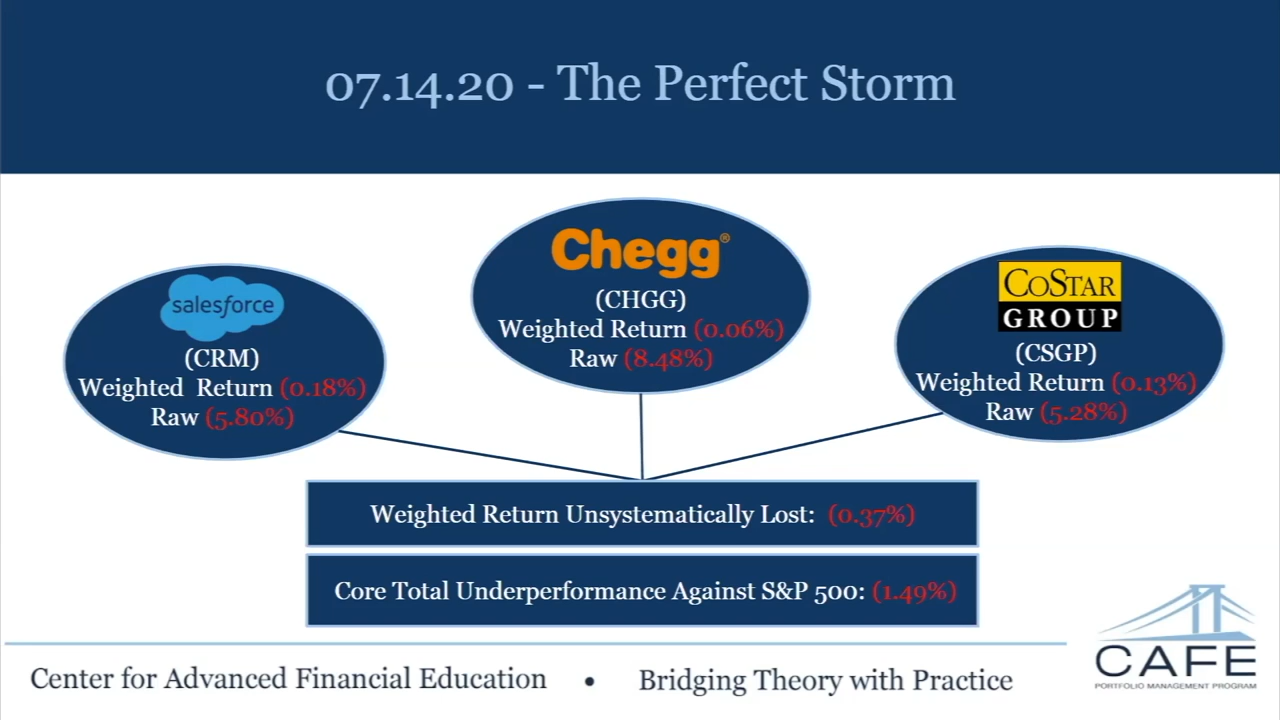 07.14.20 - The Perfect Storm
salesforce
(CRM)
Weighted Return (0.18%)
Raw (5.80%)
Chegg®
(CHGG)
Weighted Return (0.06%)
Raw (8.48%)
COSTAR
GROUP
(CSGP)
Weighted Return (0.13%)
Raw (5.28%)
Weighted Return Unsystematically Lost: (0.37%)
Core Total Underperformance Against S&P 500: (1.49%)
Center for Advanced Financial Education • Bridging Theory with Practice
CAFE
PORTFOLIO MANAGEMENT PROGRAM